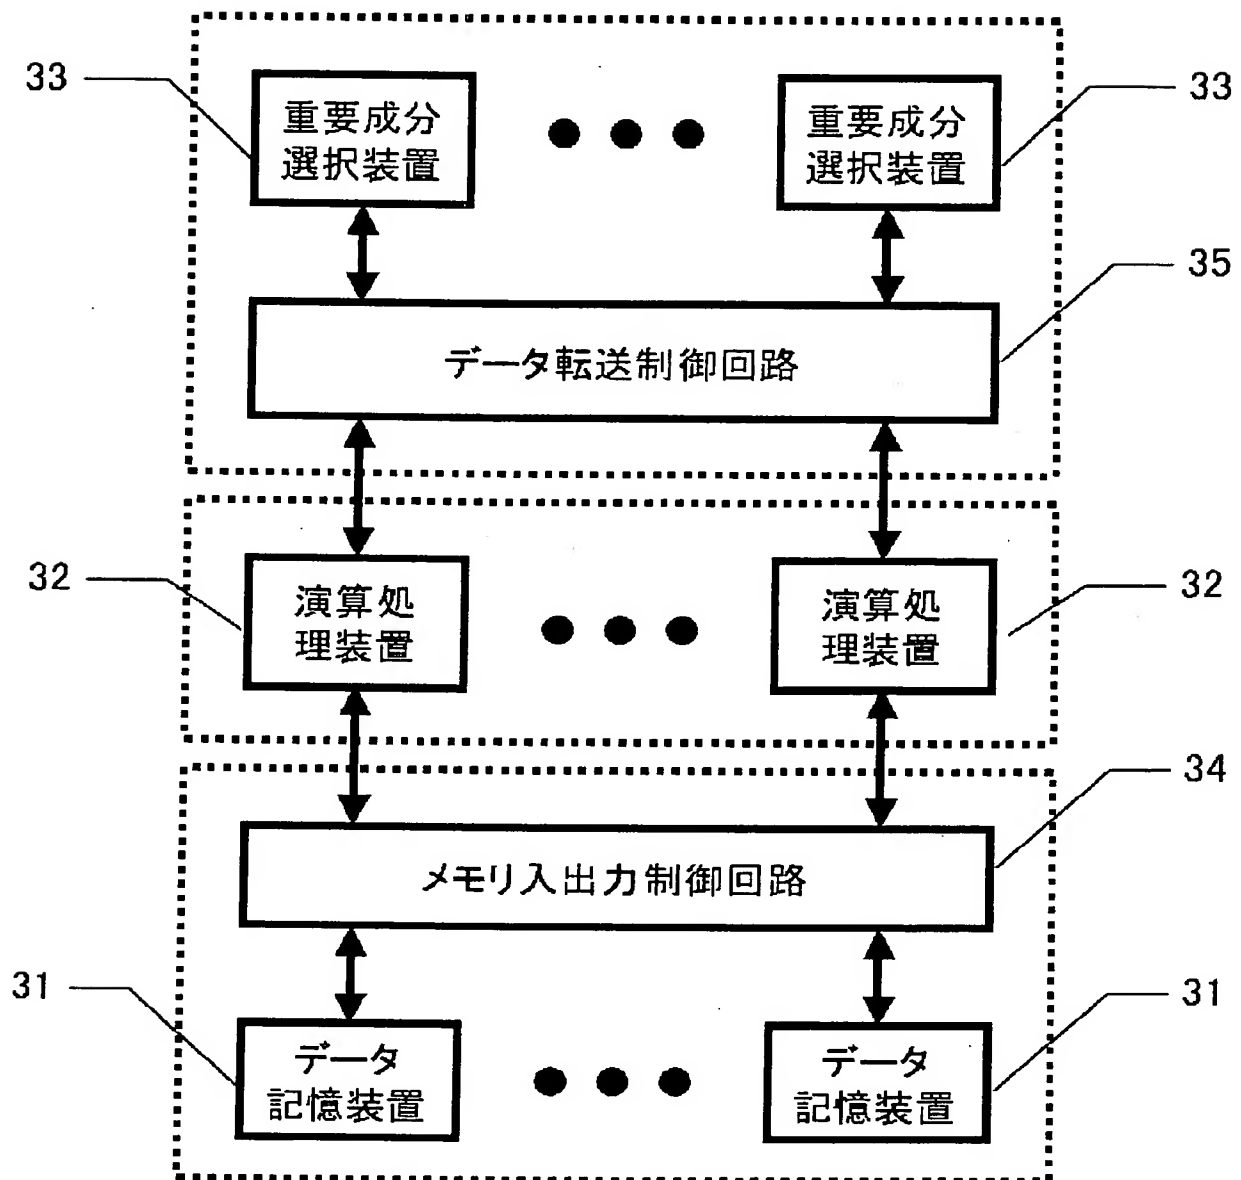 33
重要成分
選択装置
重要成分
選択装置
33
35
データ転送制御回路
32
演算処
理装置
演算処
理装置
32
34
メモリ入出力制御回路
31
データ
記憶装置
データ
記憶装置
31